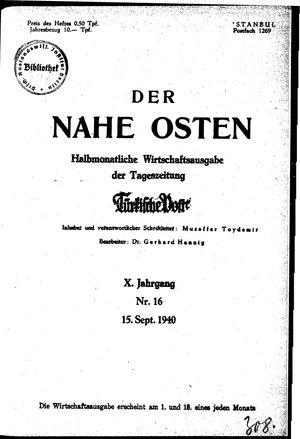 Preis des Heftes 0,50 Tpf.
Jahresbezug 10.— Tpf.
'STANBUL
Postfach 1269
Bibliothek
DER
NAHE OSTEN
Halbmonatliche Wirtschaftsausgabe
der Tageszeitung
Türkische Post
Inhaber und verantwortlicher Schriftleiter: Muzaffer Toydemir
Bearbeiter: Dr. Gerhard Hennig
X. Jahrgang
Nr. 16
15. Sept. 1940
308.
Die Wirtschaftsausgabe erscheint am 1. und 15. eines jeden Monats